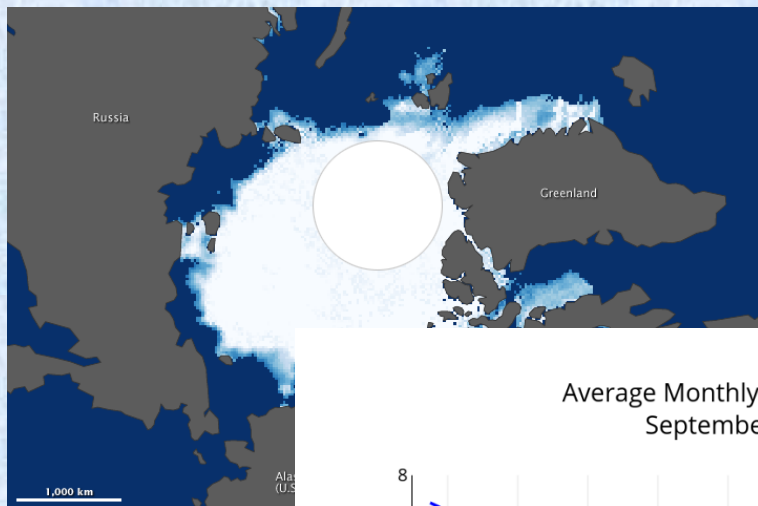 Russia
Greenland
Average Monthly
Septembe
8
Alas
(U.S
1,000 km